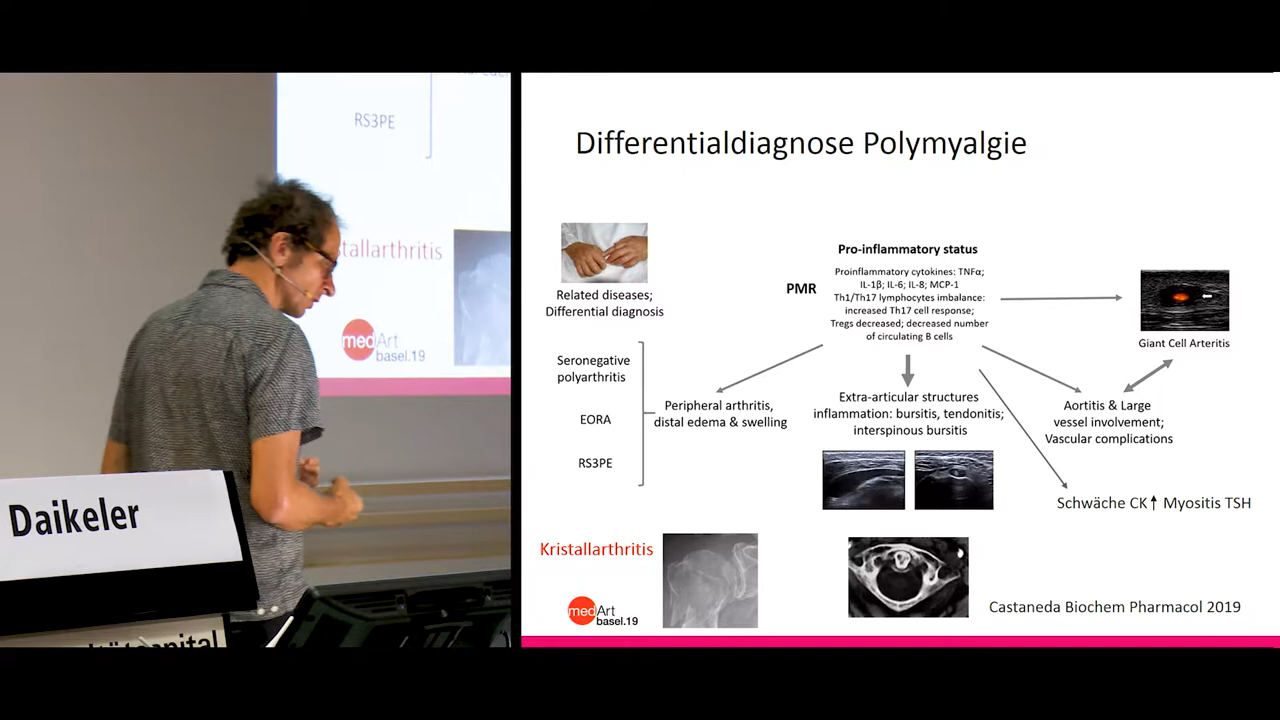 RS3PE
stallarthritis
medArt
basel.19
Daikeler
Differentialdiagnose Polymyalgie
Related diseases;
Differential diagnosis
Seronegative
polyarthritis
EORA
RS3PE
Peripheral arthritis,
distal edema & swelling
PMR
Pro-inflammatory status
Proinflammatory cytokines: TNFα;
IL-1β; IL-6; IL-8; MCP-1
Th1/Th17 lymphocytes imbalance:
increased Th17 cell response;
Tregs decreased; decreased number
of circulating B cells
Extra-articular structures
inflammation: bursitis, tendonitis;
interspinous bursitis
Giant Cell Arteritis
Aortitis & Large
vessel involvement;
Vascular complications
Schwäche CK Myositis TSH
Kristallarthritis
medArt
basel.19
Castaneda Biochem Pharmacol 2019